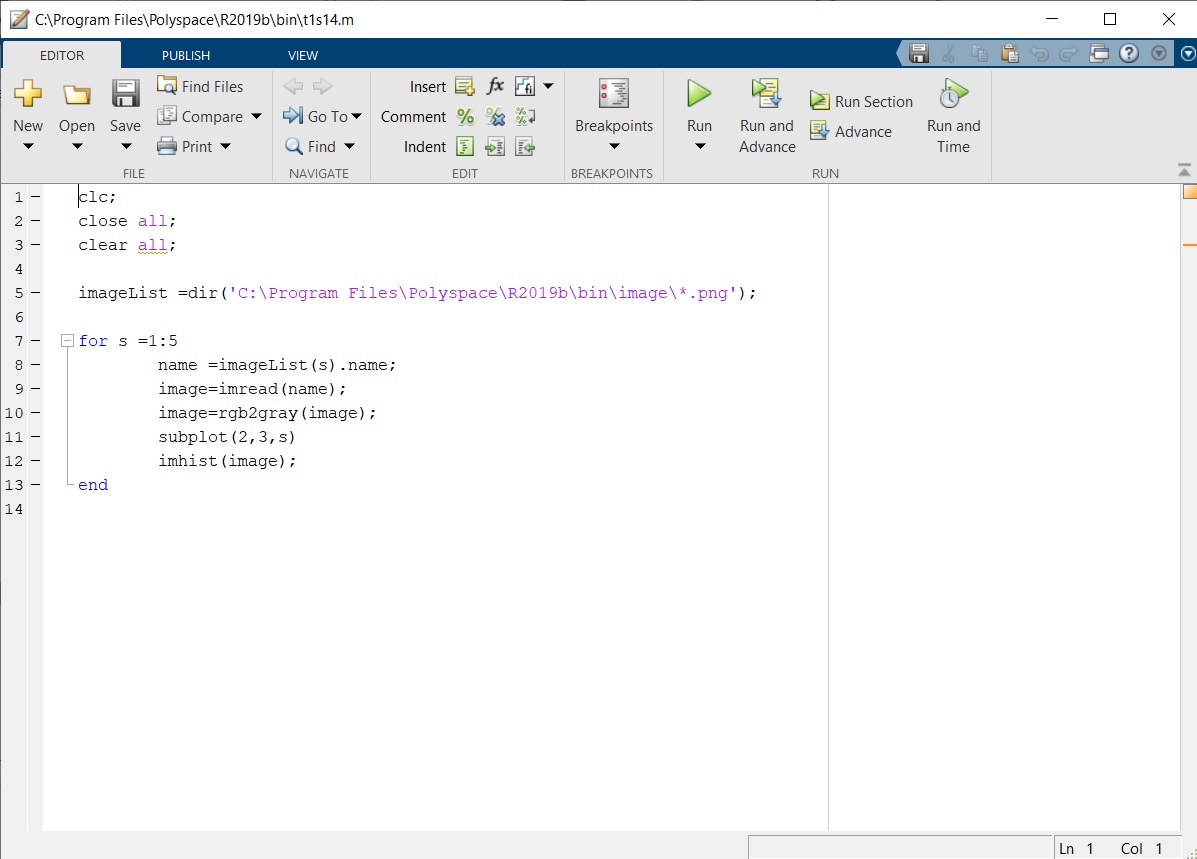 C:\Program Files\Polyspace\R2019b\bin\t1s14.m
EDITOR PUBLISH VIEW
New Open Save Find Files Compare Print
FILE
Go To Find
NAVIGATE
Insert fx
Comment
Indent
EDIT
Breakpoints
BREAKPOINTS
Run Run and Advance Run Section Advance Run and Time
RUN
1 clc;
2 close all;
3 clear all;
4
5 imageList =dir('C:\Program Files\Polyspace\R2019b\bin\image\*.png');
6
7 for s =1:5
8 name =imageList(s).name;
9 image=imread(name);
10 image=rgb2gray(image);
11 subplot(2,3,s)
12 imhist(image);
13 end
14
Ln 1 Col 1